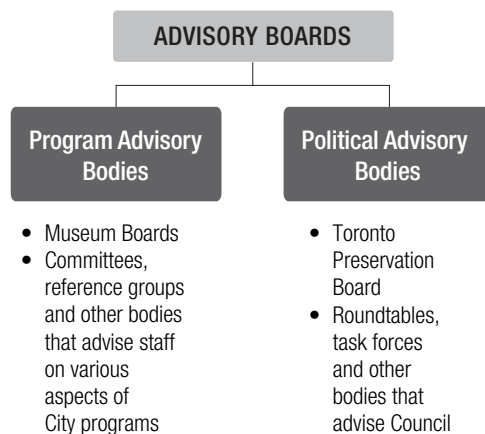 ADVISORY BOARDS
Program Advisory
Bodies
• Museum Boards
• Committees,
reference groups
and other bodies
that advise staff
on various
aspects of
City programs
Political Advisory
Bodies
• Toronto
Preservation
Board
• Roundtables,
task forces
and other
bodies that
advise Council